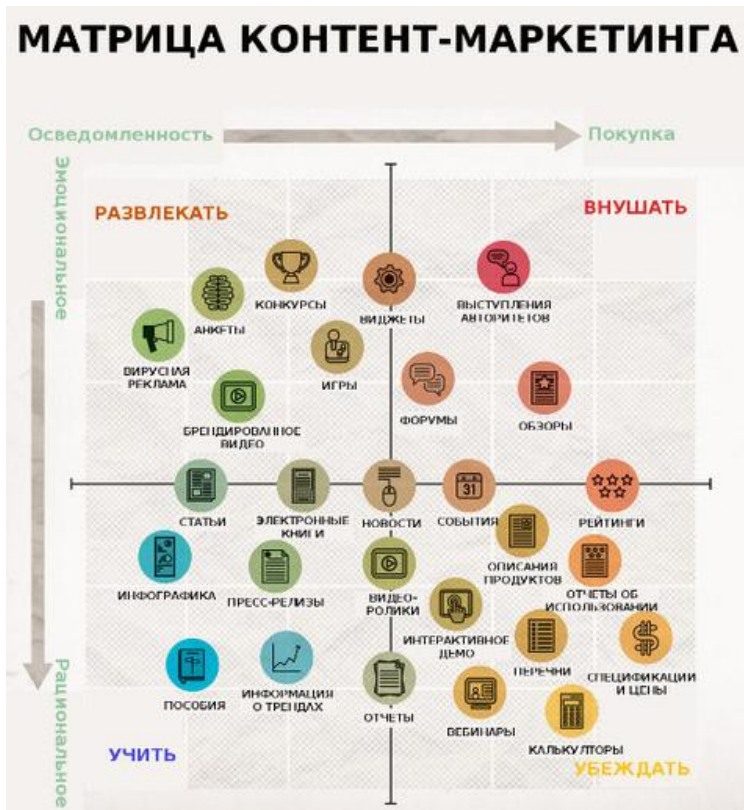 МАТРИЦА КОНТЕНТ-МАРКЕТИНГА
Осведомленность
Покупка
Эмоциональное
РАЗВЛЕКАТЬ
ВНУШАТЬ
КОНКУРСЫ
АНКЕТЫ
ВИДЖЕТЫ
ВЫСТУПЛЕНИЯ
АВТОРИТЕТОВ
ВИРУСНАЯ
РЕКЛАМА
ИГРЫ
БРЕНДИРОВАННОЕ
ВИДЕО
ФОРУМЫ
ОБЗОРЫ
31
СТАТЬИ
ЭЛЕКТРОННЫЕ
КНИГИ
НОВОСТИ
СОБЫТИЯ
РЕЙТИНГИ
ИНФОГРАФИКА
ПРЕСС-РЕЛИЗЫ
ВИДЕО-
РОЛИКИ
ОПИСАНИЯ
ПРОДУКТОВ
ОТЧЕТЫ ОБ
ИСПОЛЬЗОВАНИИ
ИНТЕРАКТИВНОЕ
ДЕМО
ПЕРЕЧНИ
СПЕЦИФИКАЦИИ
И ЦЕНЫ
Рациональное
ПОСОБИЯ
ИНФОРМАЦИЯ
О ТРЕНДАХ
ОТЧЕТЫ
ВЕБИНАРЫ
КАЛЬКУЛТОРЫ
УЧИТЬ
УБЕЖДАТЬ